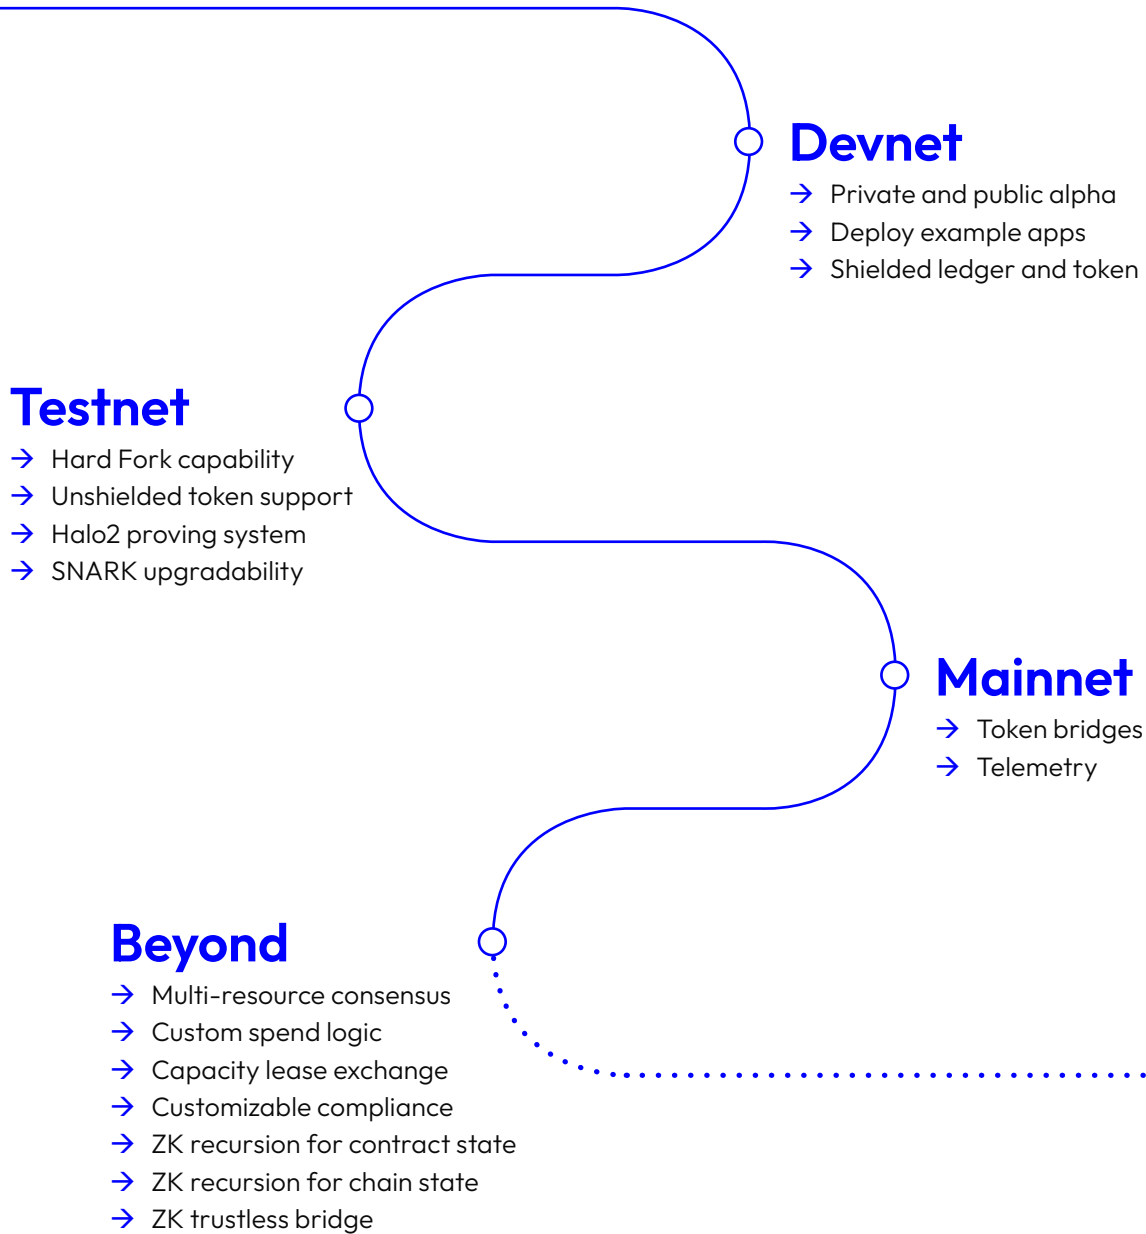 Devnet
Private and public alpha
Deploy example apps
Shielded ledger and token
Testnet
Hard Fork capability
Unshielded token support
Halo2 proving system
SNARK upgradability
Mainnet
Token bridges
Telemetry
Beyond
Multi-resource consensus
Custom spend logic
Capacity lease exchange
Customizable compliance
ZK recursion for contract state
ZK recursion for chain state
ZK trustless bridge